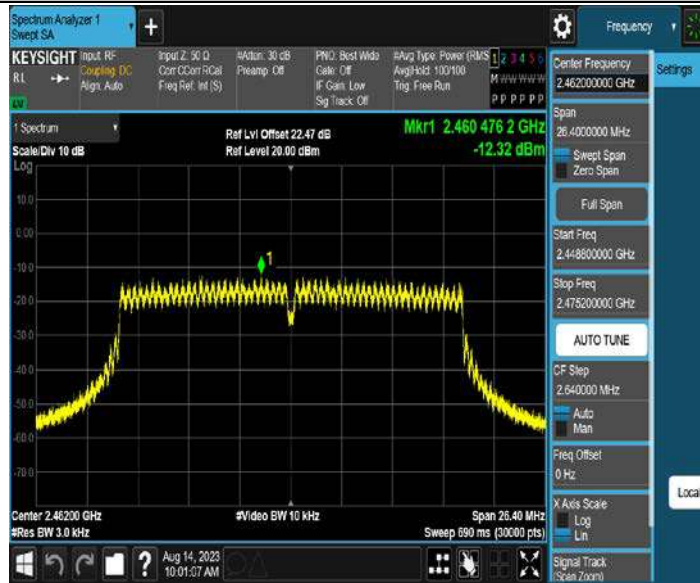 Spectrum Analyzer 1
Swept SA
+
Frequency
KEYSIGHT
RL
Input: RF
Coupling: DC
Align: Auto
Input Z: 50 Ω
Corr CCorr RCal
Freq Ref: Int (S)
#Atten: 30 dB
Preamp: Off
PNO: Best Wide
Gate: Off
IF Gain: Low
Sig Track: Off
#Avg Type: Power (RMS
Avg|Hold: 100/100
Trig: Free Run
1 2 3 4 5 6
M W W W W W
P P P P P P
1 Spectrum
Scale/Div 10 dB
Log
Ref Lvl Offset 22.47 dB
Ref Level 20.00 dBm
Mkr1 2.460 476 2 GHz
-12.32 dBm
10.0
0.00
-10.0
-20.0
-30.0
-40.0
-50.0
-60.0
-70.0
1
Center 2.46200 GHz
#Res BW 3.0 kHz
#Video BW 10 kHz
Span 26.40 MHz
Sweep 690 ms (30000 pts)
Center Frequency
2.462000000 GHz
Span
26.4000000 MHz
Swept Span
Zero Span
Full Span
Start Freq
2.448800000 GHz
Stop Freq
2.475200000 GHz
AUTO TUNE
CF Step
2.640000 MHz
Auto
Man
Freq Offset
0 Hz
X Axis Scale
Log
Lin
Signal Track
(Span Zoom)
Settings
Local
?
Aug 14, 2023
10:01:07 AM